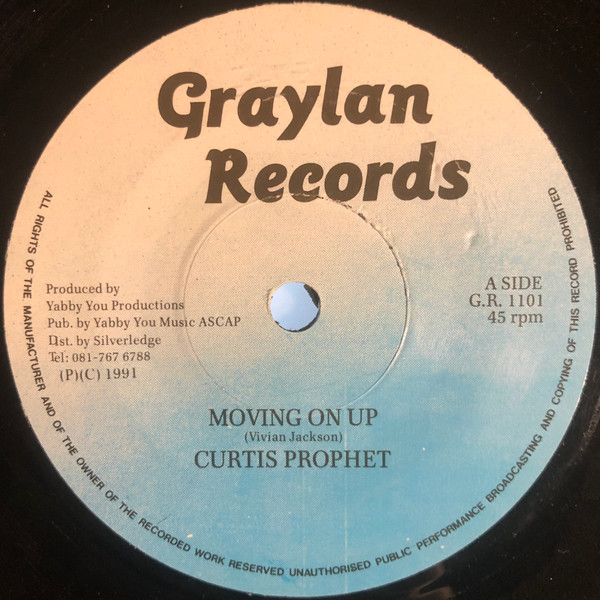 Graylan
Records
Produced by
Yabby You Productions
Pub. by Yabby You Music ASCAP
Dist. by Silverledge
Tel: 081-767 6788
(P)(C) 1991
A SIDE
G.R. 1101
45 rpm
MOVING ON UP
(Vivian Jackson)
CURTIS PROPHET
ALL RIGHTS OF THE MANUFACTURER AND OF THE OWNER OF THE RECORDED WORK RESERVED UNAUTHORISED PUBLIC PERFORMANCE BROADCASTING AND COPYING OF THIS RECORD PROHIBITED